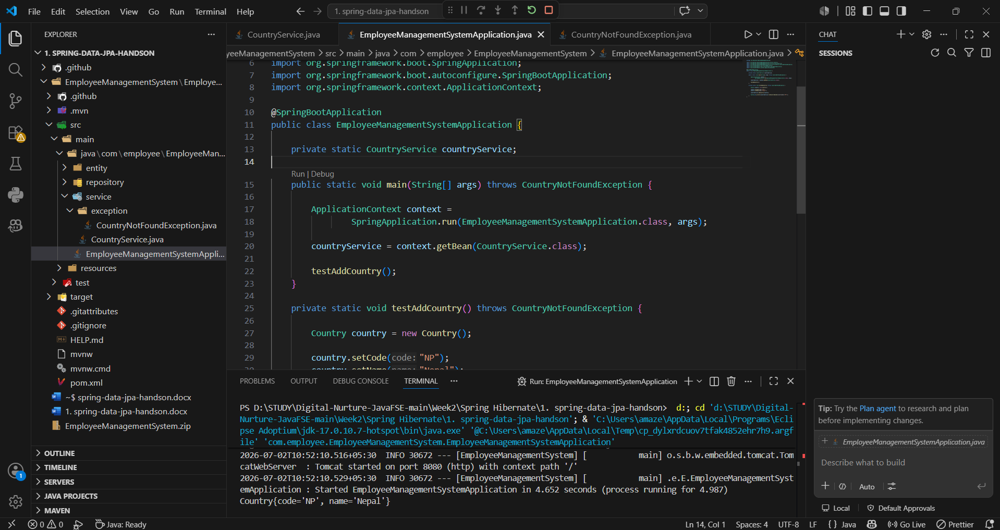 File Edit Selection View Go Run Terminal Help
1. spring-data-jpa-handson
EXPLORER
1. SPRING-DATA-JPA-HANDSON
.github
EmployeeManagementSystem\Employe...
.github
.mvn
src
main
java\com\employee\EmployeeMan...
entity
repository
service
exception
CountryNotFoundException.java
CountryService.java
EmployeeManagementSystemAppli...
resources
test
target
.gitattributes
.gitignore
HELP.md
mvnw
mvnw.cmd
pom.xml
~$ spring-data-jpa-handson.docx
1. spring-data-jpa-handson.docx
EmployeeManagementSystem.zip
OUTLINE
TIMELINE
SERVERS
JAVA PROJECTS
MAVEN
CountryService.java
EmployeeManagementSystemApplication.java
CountryNotFoundException.java
yeeManagementSystem > src > main > java > com > employee > EmployeeManagementSystem > EmployeeManagementSystemApplication.java >
6 import org.springframework.boot.SpringApplication;
7 import org.springframework.boot.autoconfigure.SpringBootApplication;
8 import org.springframework.context.ApplicationContext;
9
10 @SpringBootApplication
11 public class EmployeeManagementSystemApplication {
12
13 private static CountryService countryService;
14
Run | Debug
15 public static void main(String[] args) throws CountryNotFoundException {
16
17 ApplicationContext context =
18 SpringApplication.run(EmployeeManagementSystemApplication.class, args);
19
20 countryService = context.getBean(CountryService.class);
21
22 testAddCountry();
23 }
24
25 private static void testAddCountry() throws CountryNotFoundException {
26
27 Country country = new Country();
28
29 country.setCode(code: "NP");
30 country.setName(name: "Nepal");
PROBLEMS OUTPUT DEBUG CONSOLE TERMINAL
Run: EmployeeManagementSystemApplication
PS D:\STUDY\Digital-Nurture-JavaFSE-main\Week2\Spring Hibernate\1. spring-data-jpa-handson> d:; cd 'd:\STUDY\Digital-
Nurture-JavaFSE-main\Week2\Spring Hibernate\1. spring-data-jpa-handson'; & 'C:\Users\amaze\AppData\Local\Programs\Ecli
pse Adoptium\jdk-17.0.10.7-hotspot\bin\java.exe' '@C:\Users\amaze\AppData\Local\Temp\cp_dylxrdcuov7tfak4852ehr7h9.argf
ile' 'com.employee.EmployeeManagementSystem.EmployeeManagementSystemApplication'
2026-07-02T10:52:10.516+05:30 INFO 30672 --- [EmployeeManagementSystem] [ main] o.s.b.w.embedded.tomcat.Tom
catWebServer : Tomcat started on port 8080 (http) with context path '/'
2026-07-02T10:52:10.529+05:30 INFO 30672 --- [EmployeeManagementSystem] [ main] .e.E.EmployeeManagementSyst
emApplication : Started EmployeeManagementSystemApplication in 4.652 seconds (process running for 4.987)
Country{code='NP', name='Nepal'}
CHAT
SESSIONS
Tip: Try the Plan agent to research and plan
before implementing changes.
EmployeeManagementSystemApplication.java
Describe what to build
Auto
Local
Default Approvals
1
0 0
Java: Ready
Ln 14, Col 1 Spaces: 4 UTF-8 LF {} Java Go Live Prettier